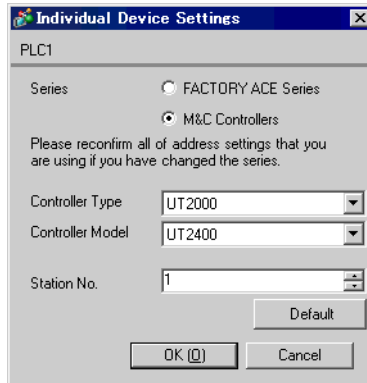 Individual Device Settings
PLC1
Series
FACTORY ACE Series
M&C Controllers
Please reconfirm all of address settings that you
are using if you have changed the series.
Controller Type
UT2000
Controller Model
UT2400
Station No.
1
Default
OK (O)
Cancel